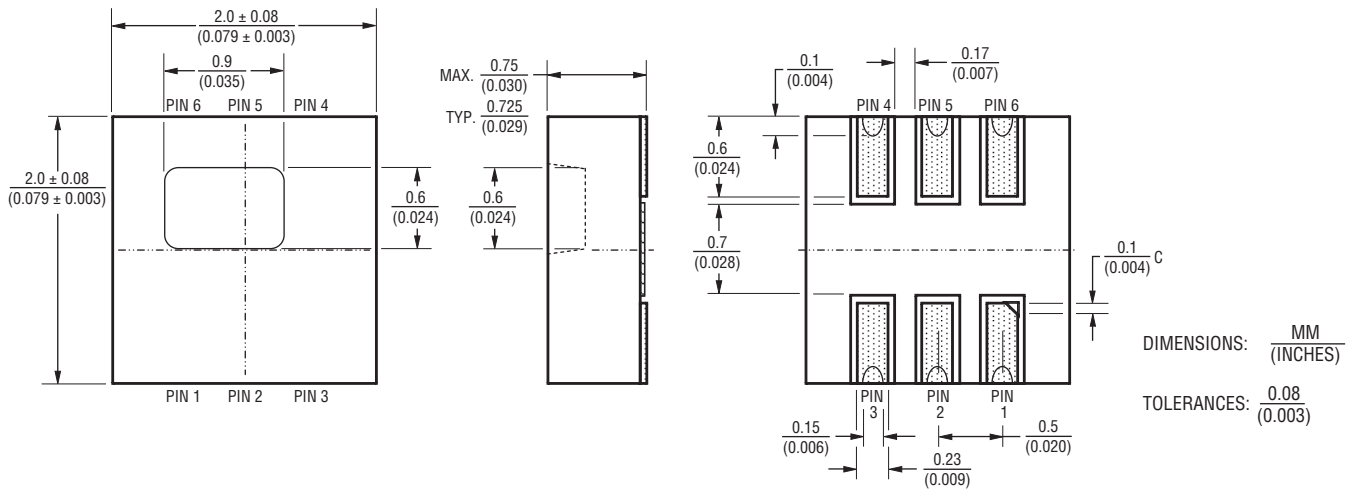 2.0 ± 0.08
(0.079 ± 0.003)
0.9
(0.035)
PIN 6 PIN 5 PIN 4
2.0 ± 0.08
(0.079 ± 0.003)
0.6
(0.024)
PIN 1 PIN 2 PIN 3
MAX. 0.75
(0.030)
TYP. 0.725
(0.029)
0.6
(0.024)
0.1
(0.004)
0.17
(0.007)
PIN 4 PIN 5 PIN 6
0.6
(0.024)
0.7
(0.028)
0.1
(0.004) C
PIN 3
PIN 2
PIN 1
0.15
(0.006)
0.5
(0.020)
0.23
(0.009)
DIMENSIONS: MM
(INCHES)
TOLERANCES: 0.08
(0.003)